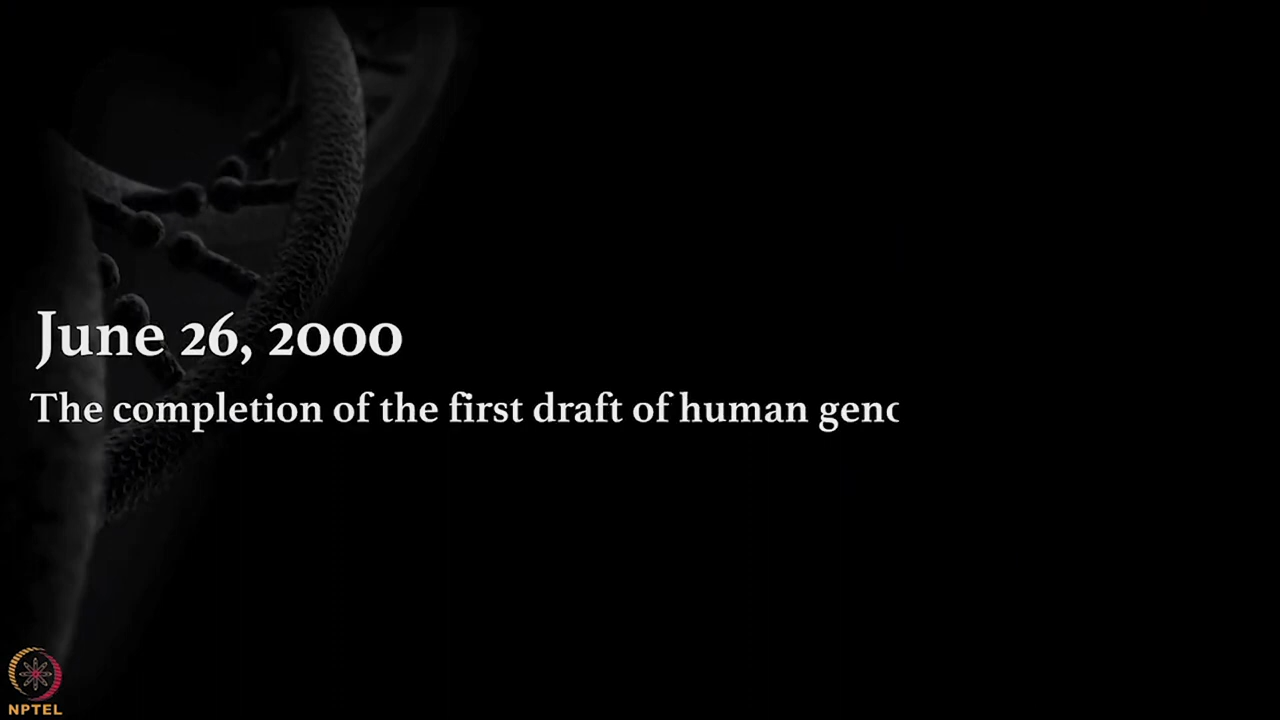 June 26, 2000
The completion of the first draft of human genc
NPTEL